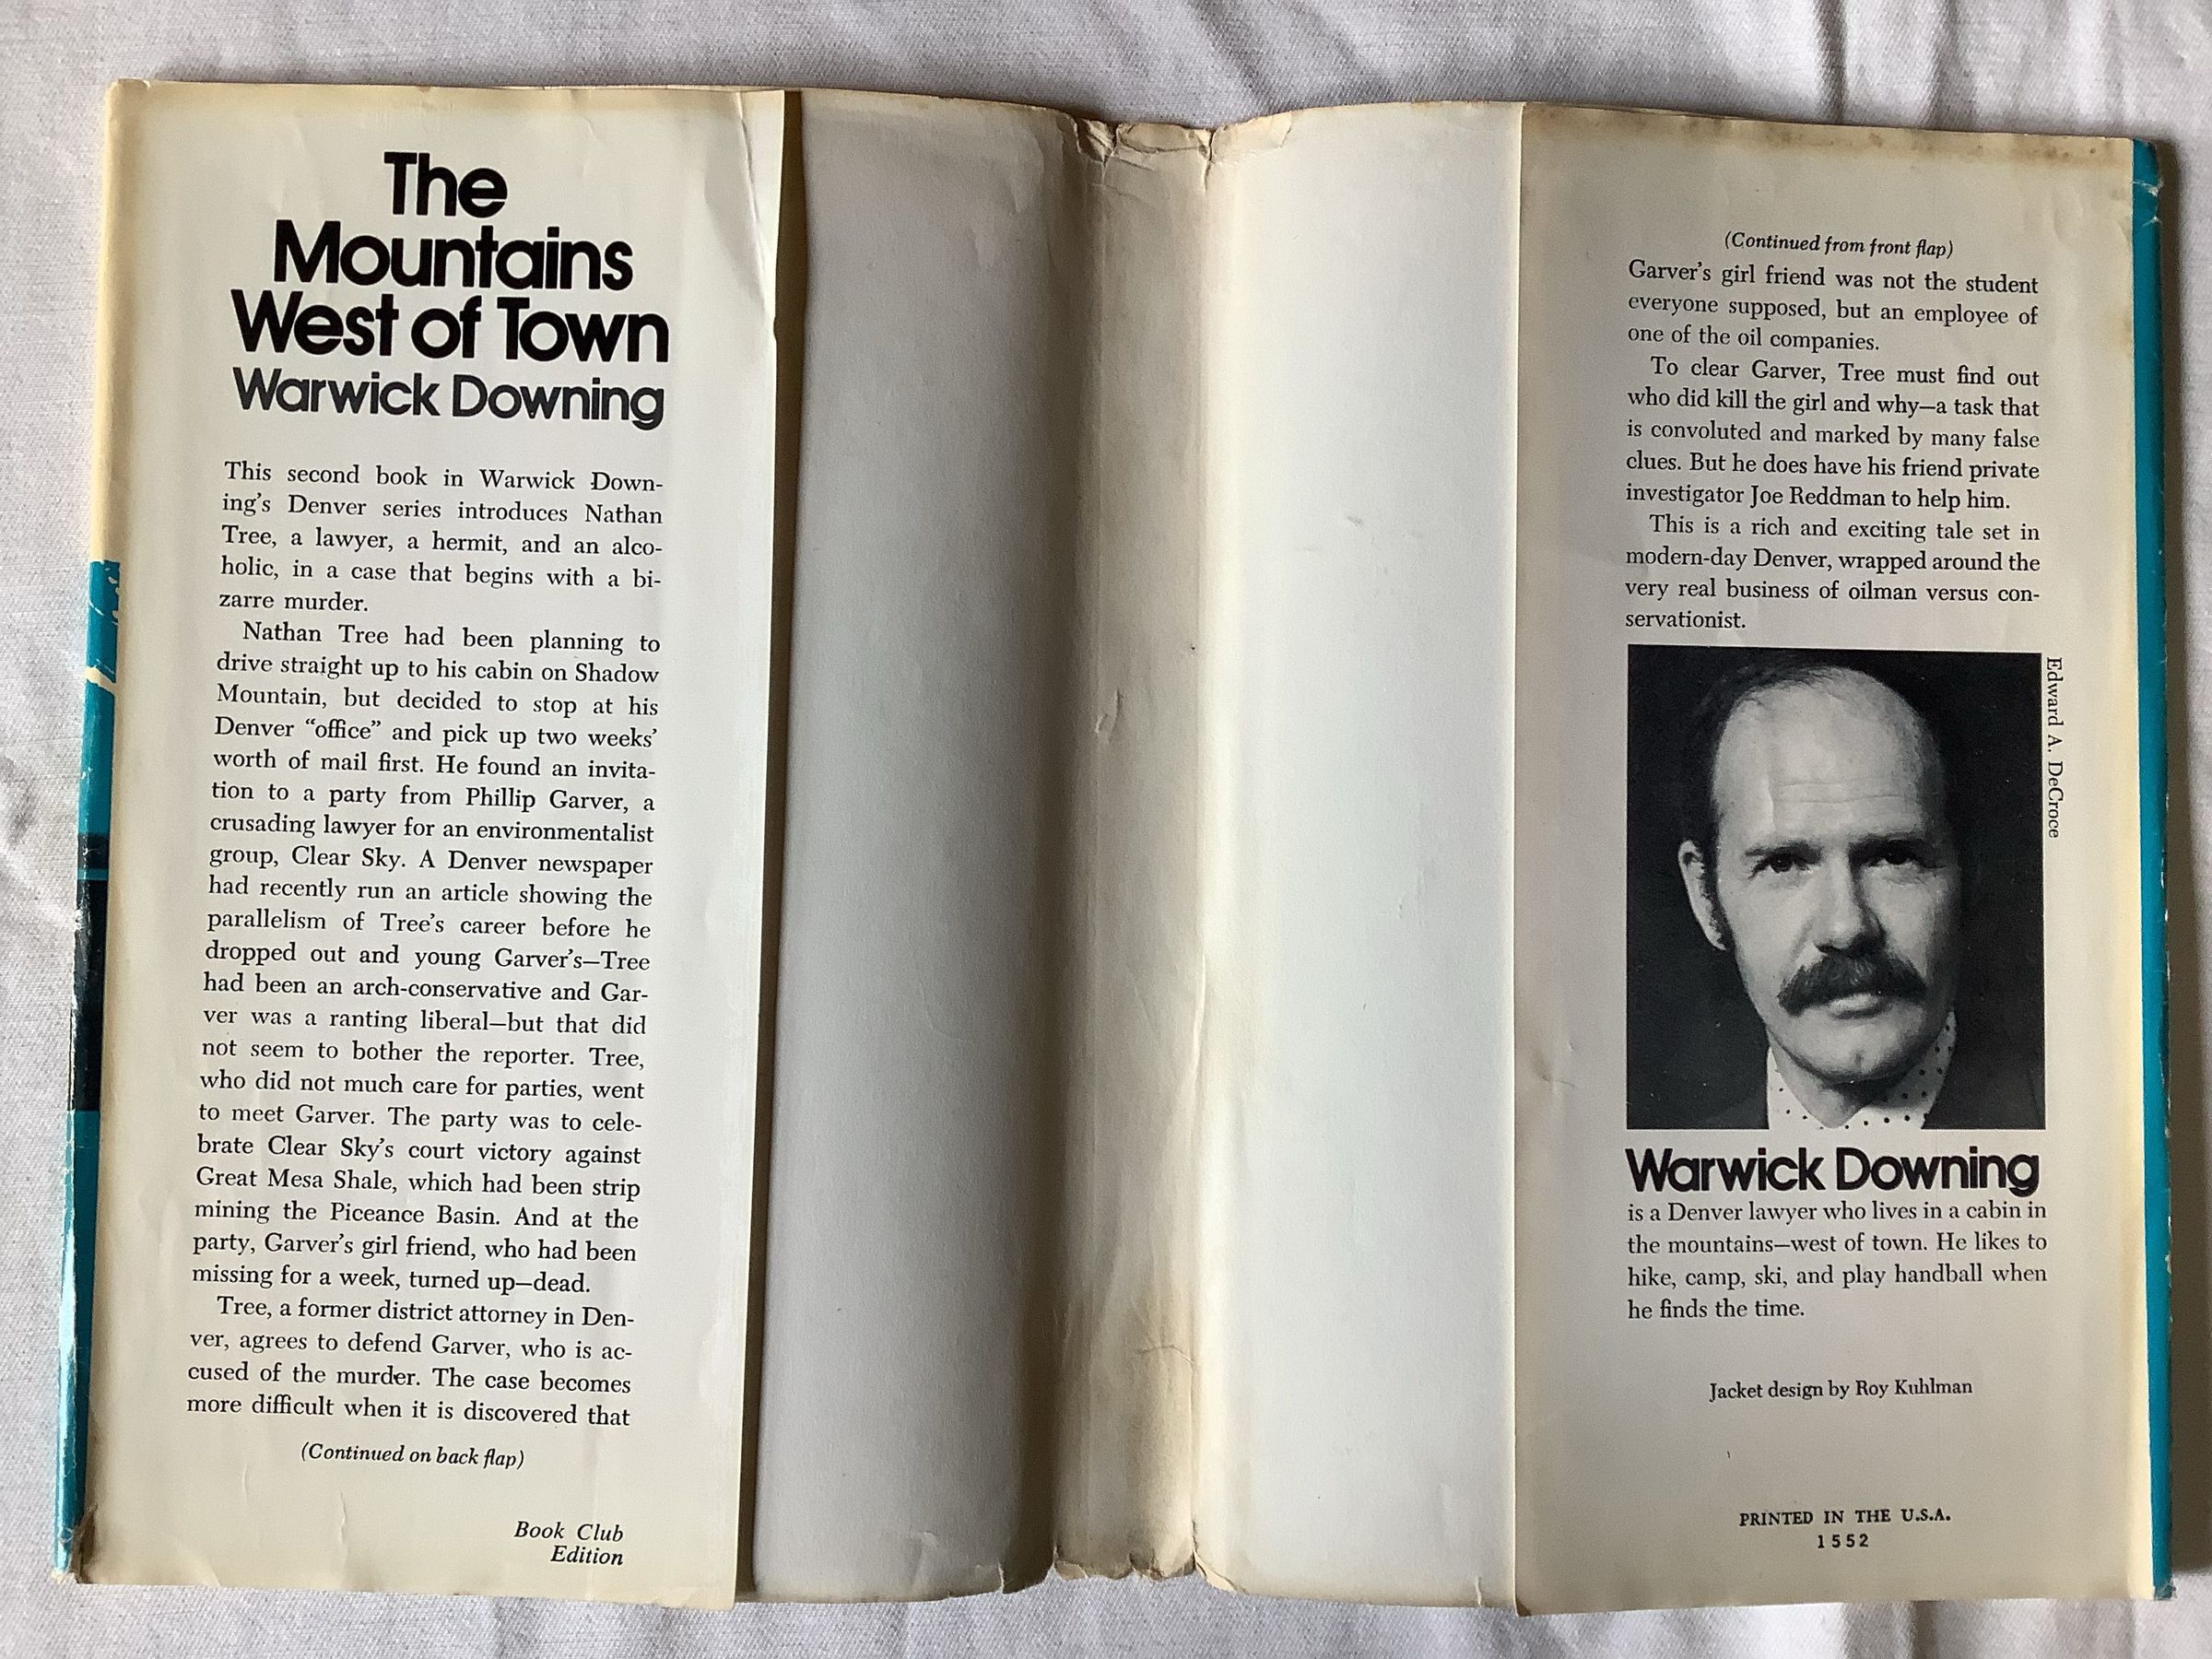 The
Mountains
West of Town
Warwick Downing
This second book in Warwick Down-
ing's Denver series introduces Nathan
Tree, a lawyer, a hermit, and an alco-
holic, in a case that begins with a bi-
zarre murder.
Nathan Tree had been planning to
drive straight up to his cabin on Shadow
Mountain, but decided to stop at his
Denver “office” and pick up two weeks’
worth of mail first. He found an invita-
tion to a party from Phillip Garver, a
crusading lawyer for an environmentalist
group, Clear Sky. A Denver newspaper
had recently run an article showing the
parallelism of Tree's career before he
dropped out and young Garver's—Tree
had been an arch-conservative and Gar-
ver was a ranting liberal—but that did
not seem to bother the reporter. Tree,
who did not much care for parties, went
to meet Garver. The party was to cele-
brate Clear Sky's court victory against
Great Mesa Shale, which had been strip
mining the Piceance Basin. And at the
party, Garver's girl friend, who had been
missing for a week, turned up—dead.
Tree, a former district attorney in Den-
ver, agrees to defend Garver, who is ac-
cused of the murder. The case becomes
more difficult when it is discovered that
(Continued on back flap)
Book Club
Edition
(Continued from front flap)
Garver's girl friend was not the student
everyone supposed, but an employee of
one of the oil companies.
To clear Garver, Tree must find out
who did kill the girl and why—a task that
is convoluted and marked by many false
clues. But he does have his friend private
investigator Joe Reddman to help him.
This is a rich and exciting tale set in
modern-day Denver, wrapped around the
very real business of oilman versus con-
servationist.
Edward A. DeCroce
Warwick Downing
is a Denver lawyer who lives in a cabin in
the mountains—west of town. He likes to
hike, camp, ski, and play handball when
he finds the time.
Jacket design by Roy Kuhlman
PRINTED IN THE U.S.A.
1552